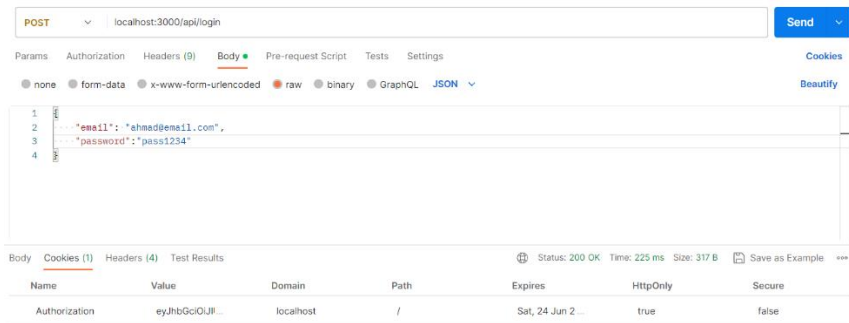 POST localhost:3000/api/login Send
Params Authorization Headers (9) Body Pre-request Script Tests Settings Cookies
none form-data x-www-form-urlencoded raw binary GraphQL JSON Beautify
1 {
2 "email": "ahmad@email.com",
3 "password":"pass1234"
4 }
Body Cookies (1) Headers (4) Test Results Status: 200 OK Time: 225 ms Size: 317 B Save as Example
Name Value Domain Path Expires HttpOnly Secure
Authorization eyJhbGciOiJI... localhost / Sat, 24 Jun 2... true false